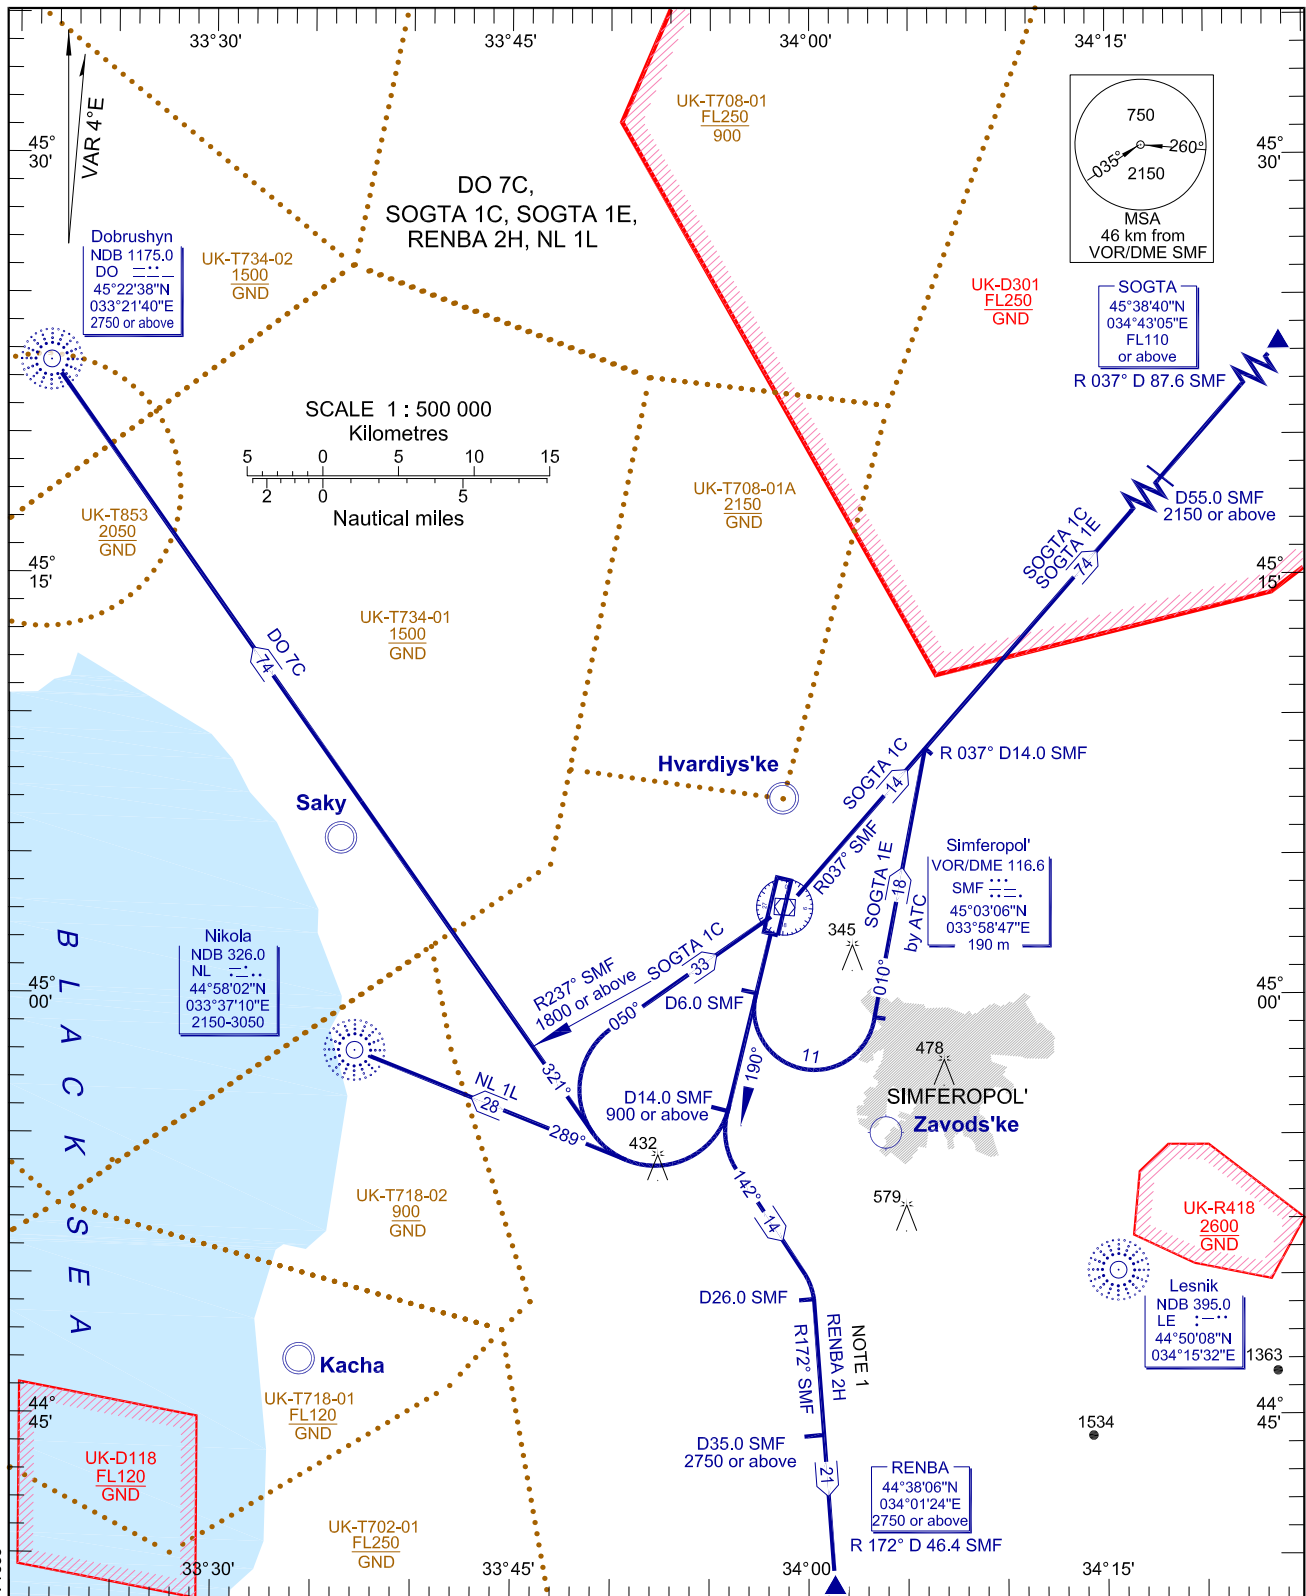 33°30'
33°45'
34°00'
34°15'
VAR 4°E
45°
30'
45°
30'
UK-T708-01
FL250
900
750
035°
260°
2150
MSA
46 km from
VOR/DME SMF
DO 7C,
SOGTA 1C, SOGTA 1E,
RENBA 2H, NL 1L
Dobrushyn
NDB 1175.0
DO
45°22'38"N
033°21'40"E
2750 or above
UK-T734-02
1500
GND
UK-D301
FL250
GND
SOGTA
45°38'40"N
034°43'05"E
FL110
or above
R 037° D 87.6 SMF
SCALE 1 : 500 000
Kilometres
5 0 5 10 15
2 0 5
Nautical miles
UK-T708-01A
2150
GND
D55.0 SMF
2150 or above
UK-T853
2050
GND
45°
15'
45°
15'
SOGTA 1C
SOGTA 1E
74
UK-T734-01
1500
GND
DO 7C
74
Hvardiys'ke
SOGTA 1C
14
R 037° D14.0 SMF
Saky
R037° SMF
SOGTA 1E
18
by ATC
010°
Simferopol'
VOR/DME 116.6
SMF
45°03'06"N
033°58'47"E
190 m
345
Nikola
NDB 326.0
NL
44°58'02"N
033°37'10"E
2150-3050
R237° SMF
1800 or above
SOGTA 1C
33
050°
D6.0 SMF
45°
00'
45°
00'
BLACK SEA
11
190°
478
SIMFEROPOL'
Zavods'ke
321°
NL 1L
28
289°
D14.0 SMF
900 or above
432
142°
14
579
UK-T718-02
900
GND
UK-R418
2600
GND
Lesnik
NDB 395.0
LE
44°50'08"N
034°15'32"E
1363
D26.0 SMF
RENBA 2H
R172° SMF
NOTE 1
Kacha
UK-T718-01
FL120
GND
44°
45'
44°
45'
1534
D35.0 SMF
2750 or above
21
UK-D118
FL120
GND
RENBA
44°38'06"N
034°01'24"E
2750 or above
R 172° D 46.4 SMF
UK-T702-01
FL250
GND
33°30'
33°45'
34°00'
34°15'